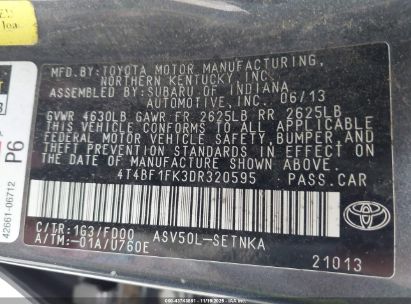 MFD. BY: TOYOTA MOTOR MANUFACTURING,
NORTHERN KENTUCKY, INC.
ASSEMBLED BY: SUBARU OF INDIANA
AUTOMOTIVE, INC. 06/13
GVWR 4630LB GAWR FR 2625LB RR 2625LB
THIS VEHICLE CONFORMS TO ALL APPLICABLE
FEDERAL MOTOR VEHICLE SAFETY, BUMPER, AND
THEFT PREVENTION STANDARDS IN EFFECT ON
THE DATE OF MANUFACTURE SHOWN ABOVE.
4T4BF1FK3DR320595 PASS.CAR
C/TR:1G3/FD00 ASV50L-SETNKA
A/TM:-01A/U760E
TOYOTA
21013
P6
42661-06712